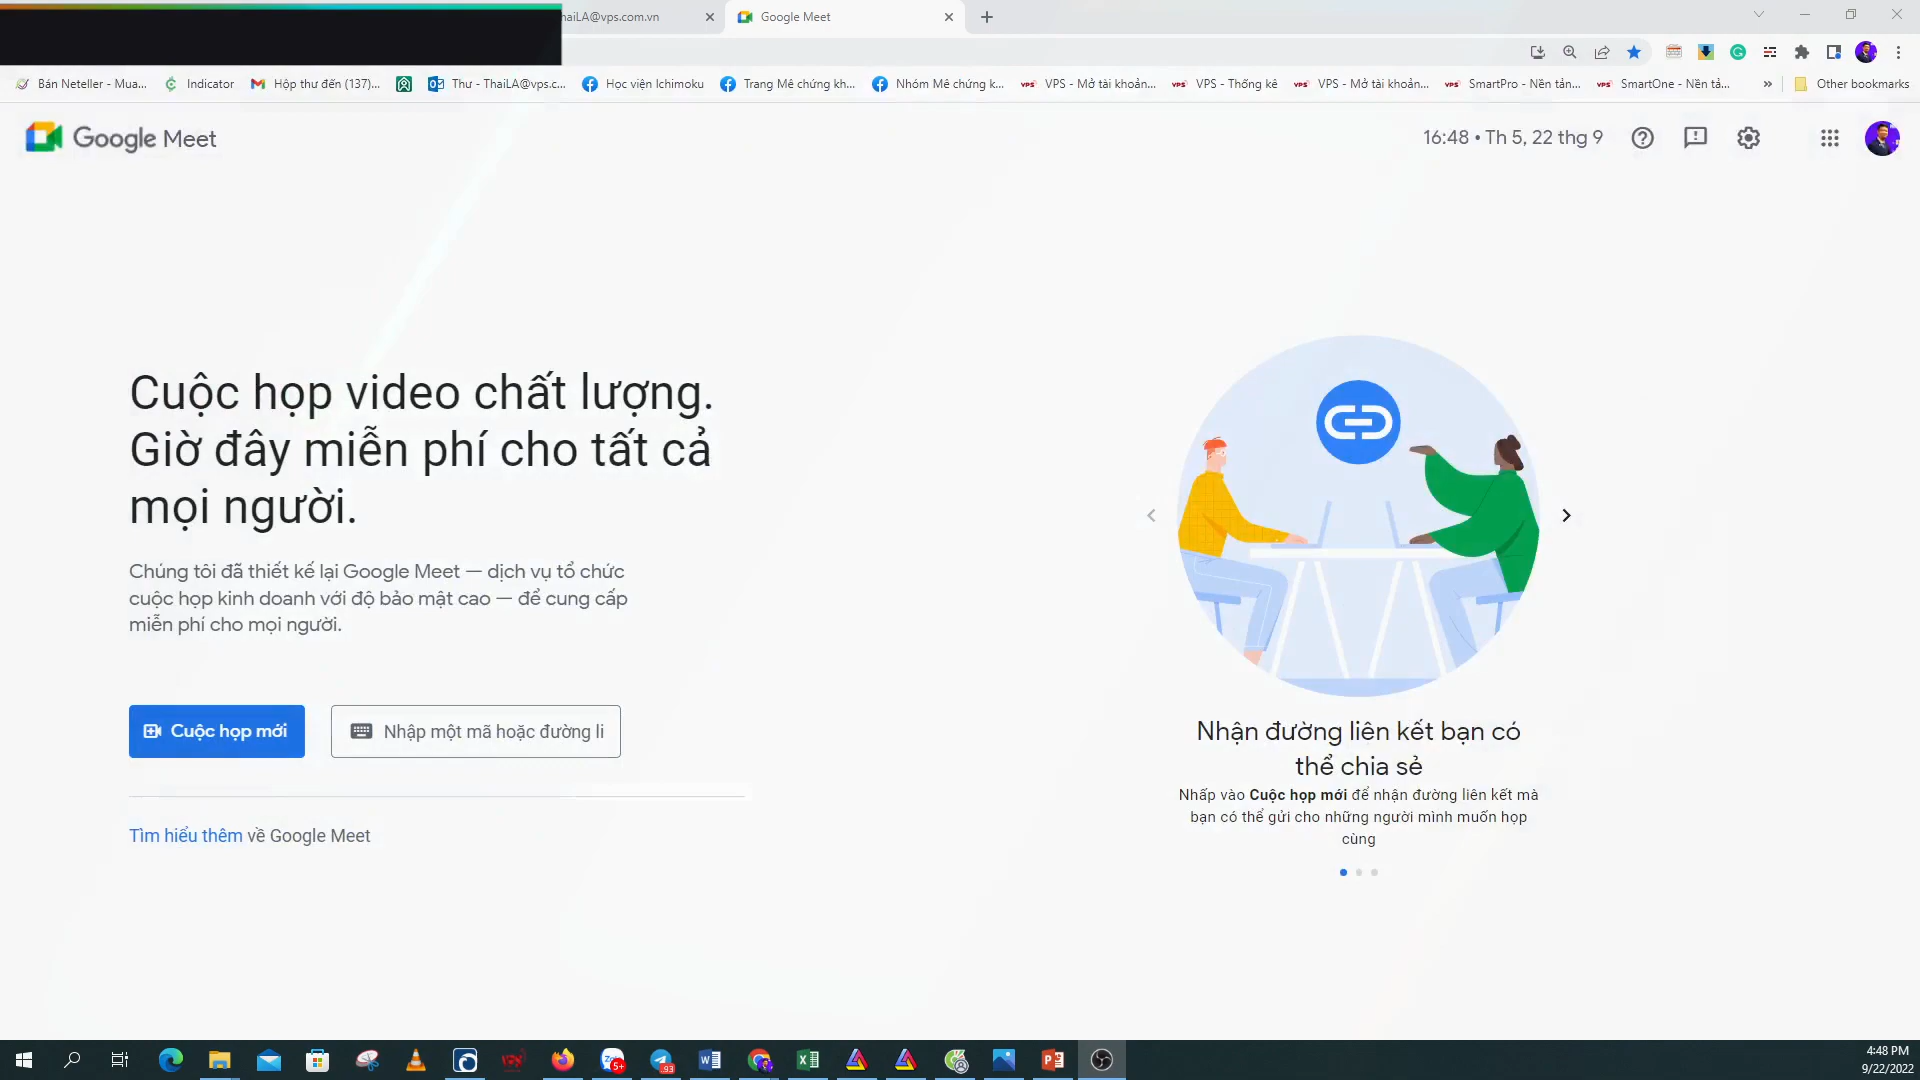 haiLA@vps.com.vn
Google Meet
Bán Neteller - Mua...
Indicator
Hộp thư đến (137)...
Thư - ThaiLA@vps.c...
Học viện Ichimoku
Trang Mê chứng kh...
Nhóm Mê chứng k...
VPS - Mở tài khoản...
VPS - Thống kê
VPS - Mở tài khoản...
SmartPro - Nền tản...
SmartOne - Nền tả...
Other bookmarks
Google Meet
16:48 • Th 5, 22 thg 9
Cuộc họp video chất lượng.
Giờ đây miễn phí cho tất cả
mọi người.
Chúng tôi đã thiết kế lại Google Meet — dịch vụ tổ chức
cuộc họp kinh doanh với độ bảo mật cao — để cung cấp
miễn phí cho mọi người.
Cuộc họp mới
Nhập một mã hoặc đường li
Tìm hiểu thêm về Google Meet
Nhận đường liên kết bạn có
thể chia sẻ
Nhấp vào Cuộc họp mới để nhận đường liên kết mà
bạn có thể gửi cho những người mình muốn họp
cùng
4:48 PM
9/22/2022